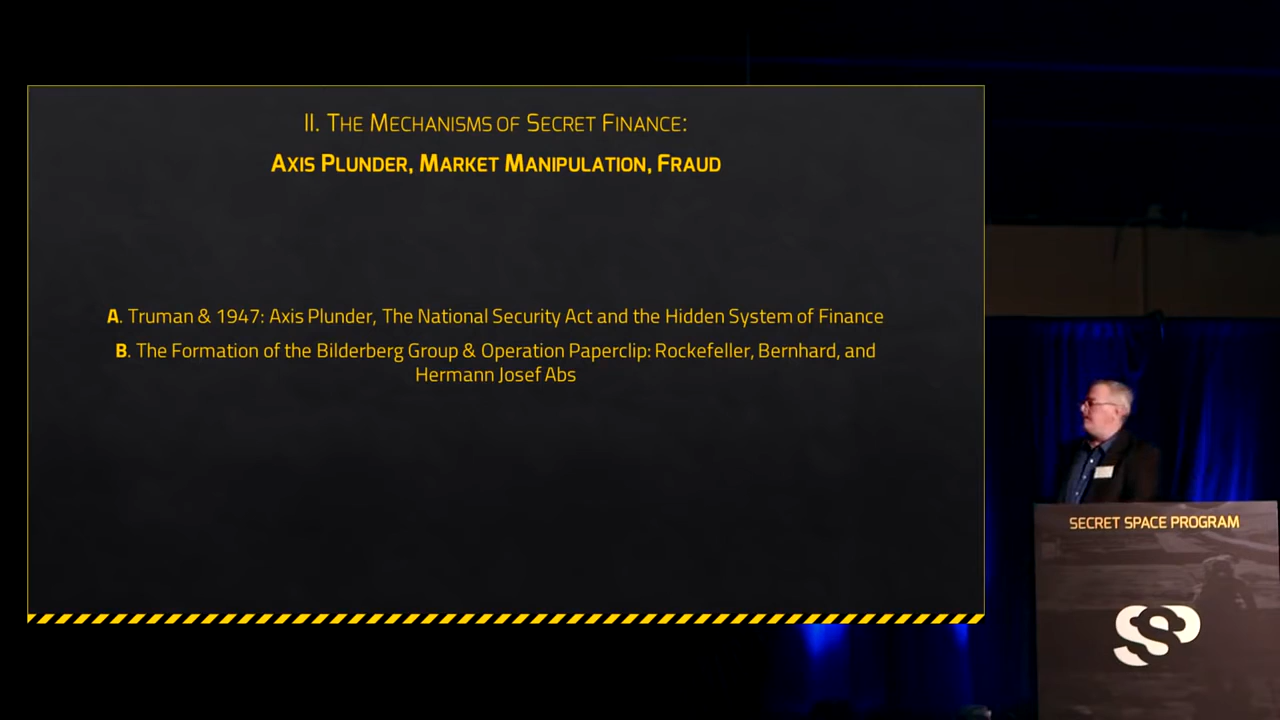 II. The Mechanisms of Secret Finance:
Axis Plunder, Market Manipulation, Fraud
A. Truman & 1947: Axis Plunder, The National Security Act and the Hidden System of Finance
B. The Formation of the Bilderberg Group & Operation Paperclip: Rockefeller, Bernhard, and
Hermann Josef Abs
SECRET SPACE PROGRAM
SSP